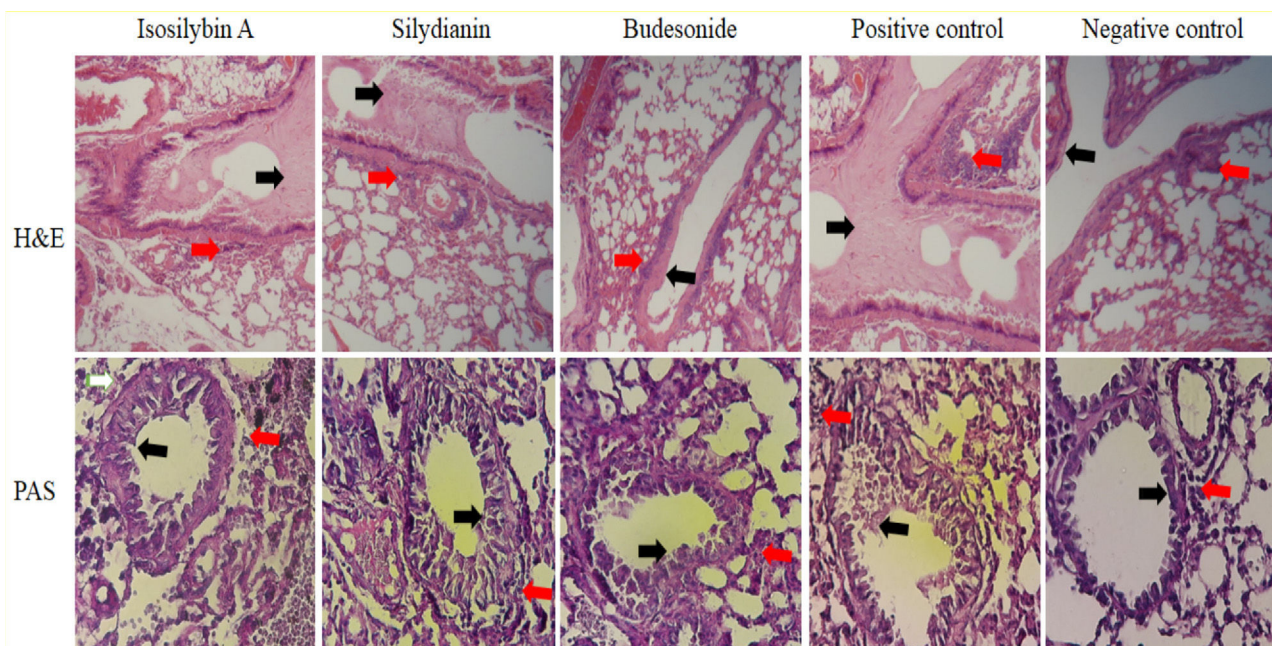 Isosilybin A Silydianin Budesonide Positive control Negative control
H&E
PAS